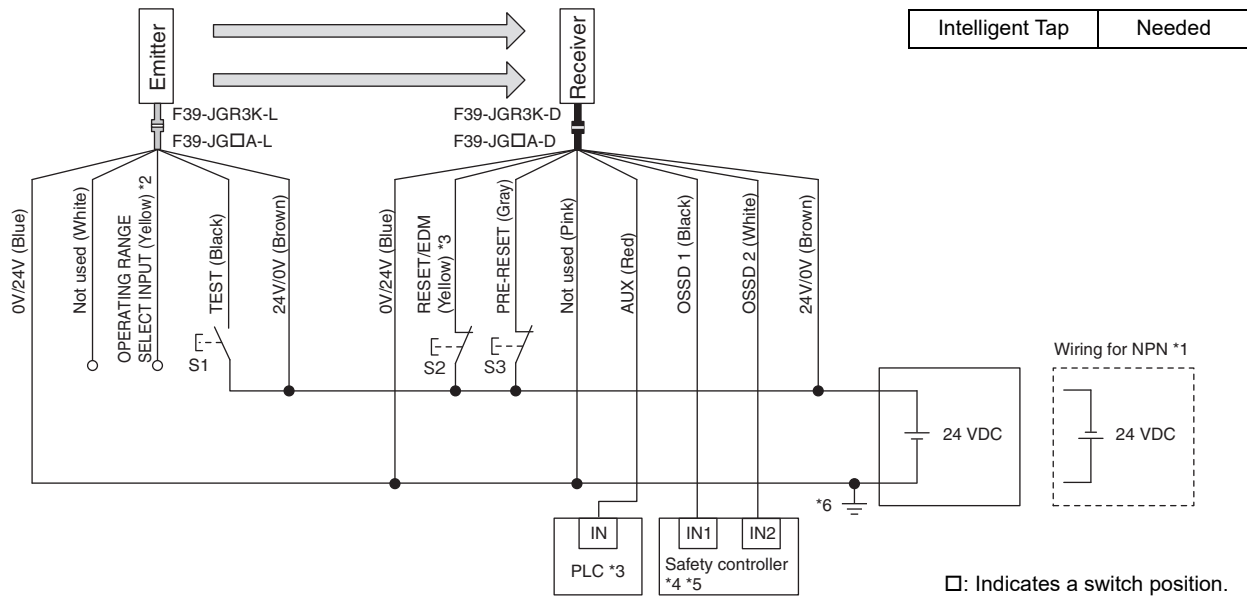 Intelligent Tap Needed
Emitter
Receiver
F39-JGR3K-L
F39-JG□A-L
F39-JGR3K-D
F39-JG□A-D
0V/24V (Blue)
Not used (White)
OPERATING RANGE
SELECT INPUT (Yellow) *2
TEST (Black)
24V/0V (Brown)
0V/24V (Blue)
RESET/EDM
(Yellow) *3
PRE-RESET (Gray)
Not used (Pink)
AUX (Red)
OSSD 1 (Black)
OSSD 2 (White)
24V/0V (Brown)
S1
S2
S3
Wiring for NPN *1
24 VDC
24 VDC
*6
IN
PLC *3
IN1
IN2
Safety controller
*4 *5
□: Indicates a switch position.